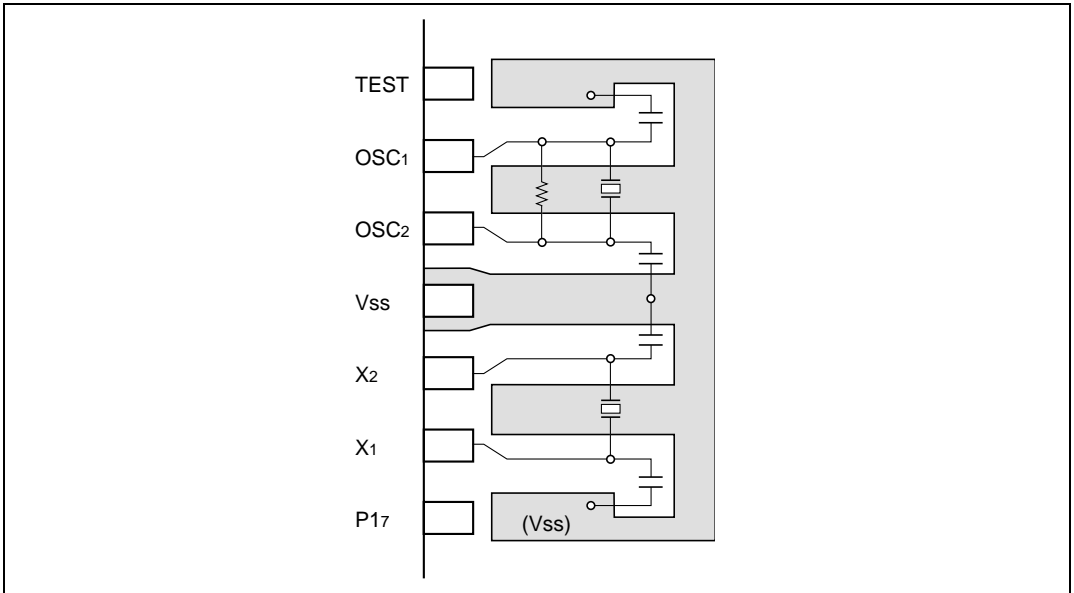 TEST
OSC1
OSC2
Vss
X2
X1
P17
(Vss)